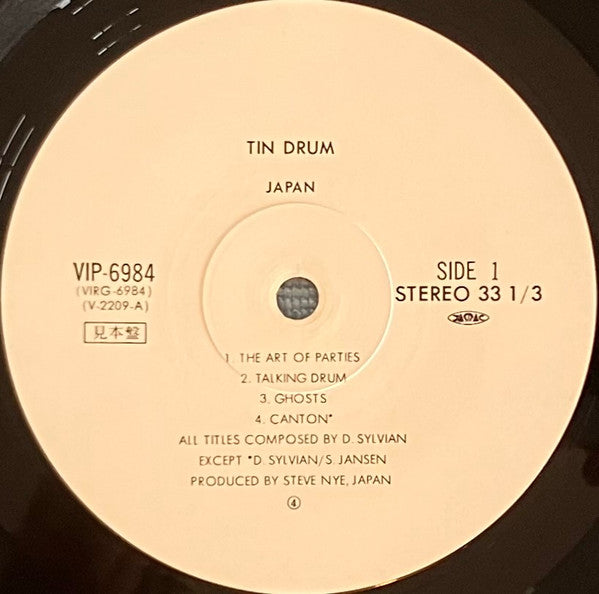 TIN DRUM
JAPAN
VIP-6984
(VIRG-6984)
(V-2209-A)
見本盤
SIDE 1
STEREO 33 1/3
1. THE ART OF PARTIES
2. TALKING DRUM
3. GHOSTS
4. CANTON*
ALL TITLES COMPOSED BY D. SYLVIAN
EXCEPT *D. SYLVIAN/S. JANSEN
PRODUCED BY STEVE NYE, JAPAN
④